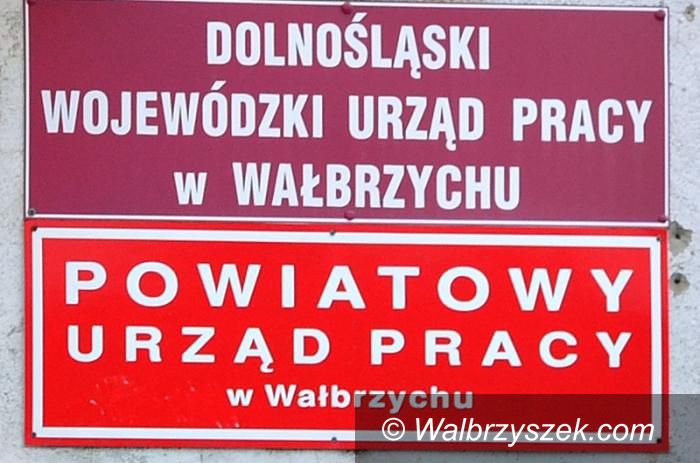 DOLNOŚLĄSKI
WOJEWÓDZKI URZĄD PRACY
w WAŁBRZYCHU
POWIATOWY
URZĄD PRACY
w Wałbrzychu
© Walbrzyszek.com